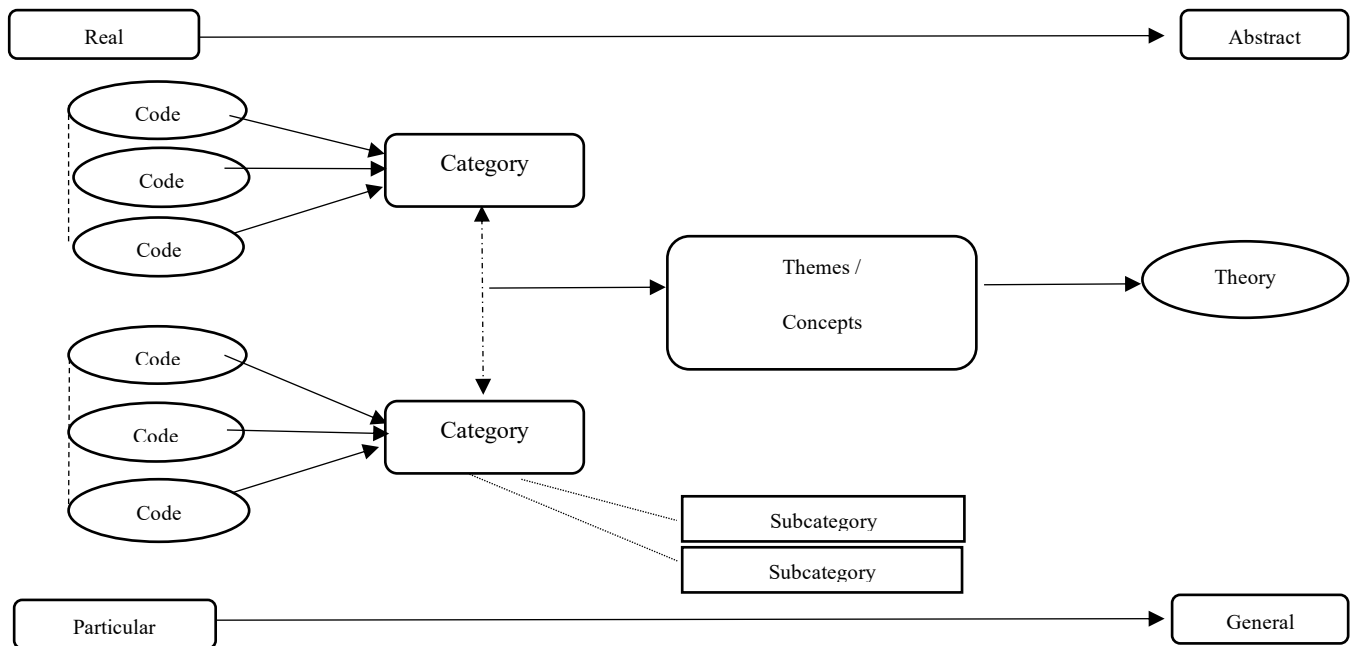 Real
Abstract
Code
Code
Code
Category
Themes /
Concepts
Theory
Code
Code
Code
Category
Subcategory
Subcategory
Particular
General